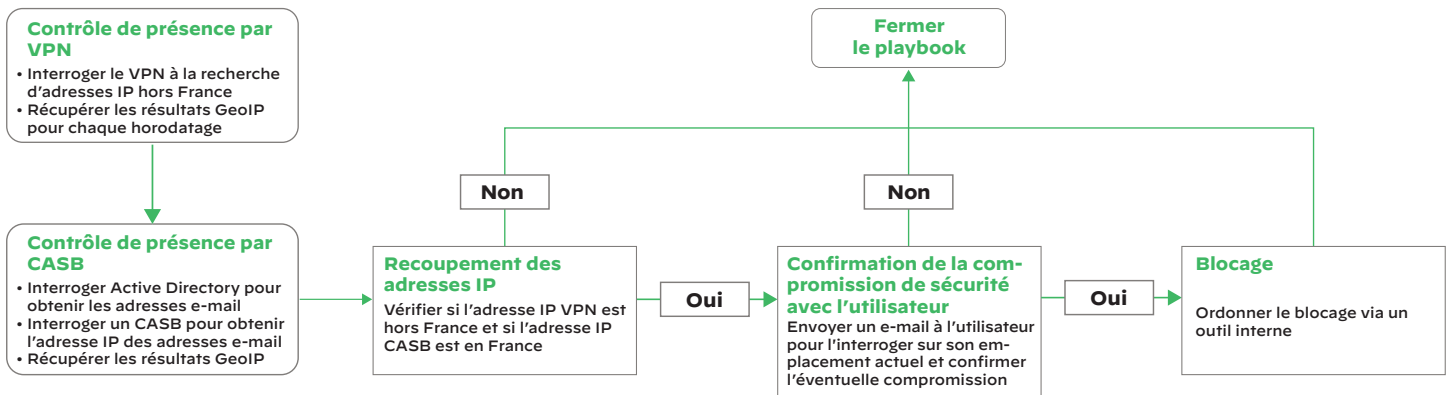 Contrôle de présence par
VPN
• Interroger le VPN à la recherche
d'adresses IP hors France
• Récupérer les résultats GeoIP
pour chaque horodatage
Contrôle de présence par
CASB
• Interroger Active Directory pour
obtenir les adresses e-mail
• Interroger un CASB pour obtenir
l'adresse IP des adresses e-mail
• Récupérer les résultats GeoIP
Recoupement des
adresses IP
Vérifier si l'adresse IP VPN est
hors France et si l'adresse IP
CASB est en France
Non
Oui
Confirmation de la com-
promission de sécurité
avec l'utilisateur
Envoyer un e-mail à l'utilisateur
pour l'interroger sur son em-
placement actuel et confirmer
l'éventuelle compromission
Non
Oui
Blocage
Ordonner le blocage via un
outil interne
Fermer
le playbook